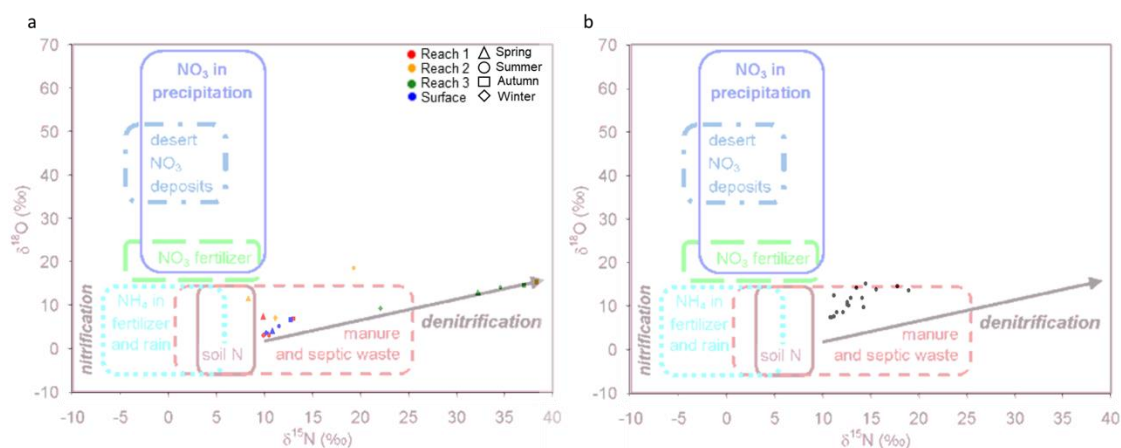 a
70
60
50
40
30
20
10
0
-10
δ¹⁸O (‰)
-10 -5 0 5 10 15 20 25 30 35 40
δ¹⁵N (‰)
NO₃ in
precipitation
desert
NO₃
deposits
NO₃ fertilizer
NH₄ in
fertilizer
and rain
soil N
manure
and septic waste
nitrification
denitrification
Reach 1
Reach 2
Reach 3
Surface
Spring
Summer
Autumn
Winter
b
70
60
50
40
30
20
10
0
-10
δ¹⁸O (‰)
-10 -5 0 5 10 15 20 25 30 35 40
δ¹⁵N (‰)
NO₃ in
precipitation
desert
NO₃
deposits
NO₃ fertilizer
NH₄ in
fertilizer
and rain
soil N
manure
and septic waste
nitrification
denitrification